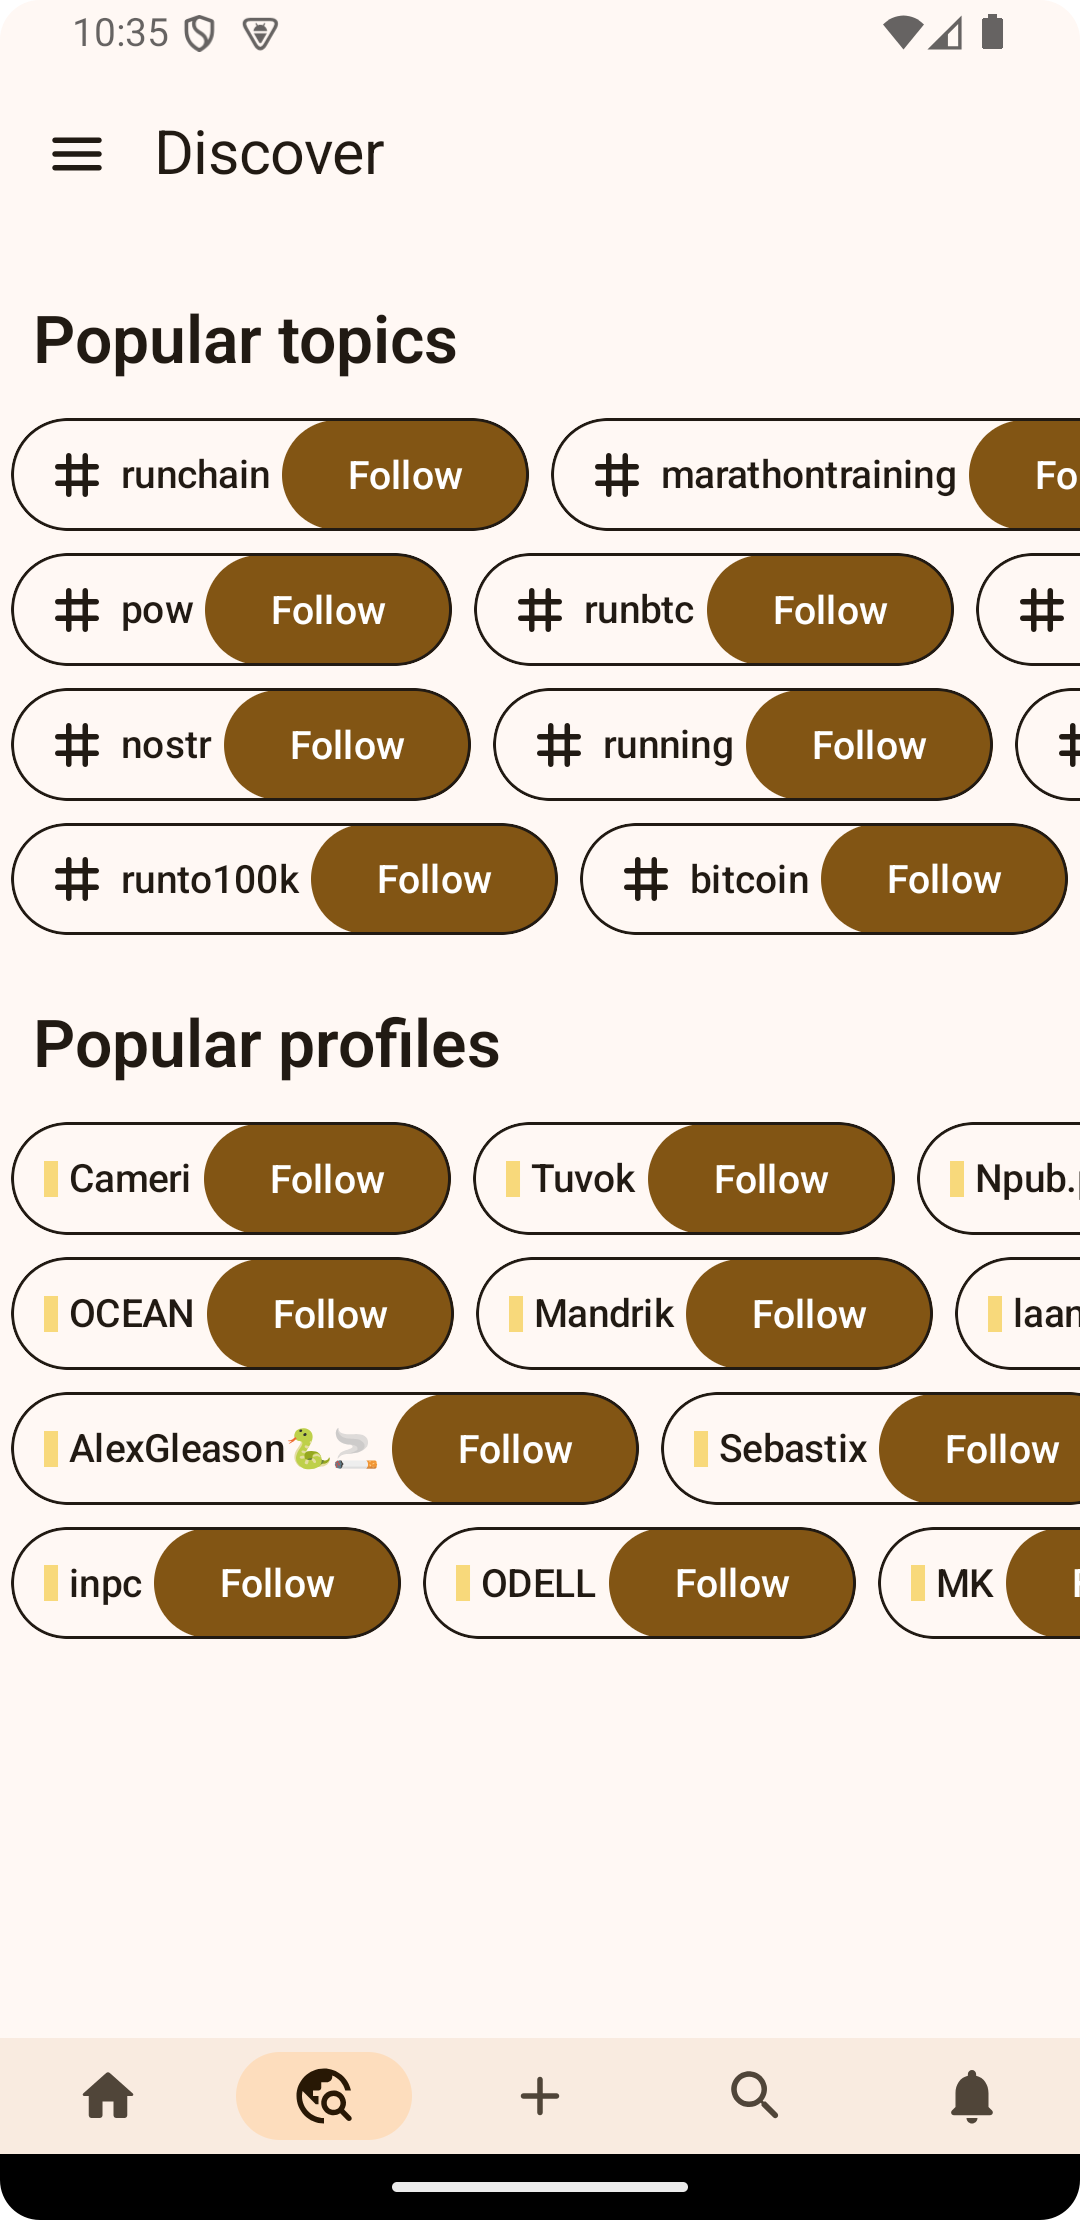 10:35
Discover
Popular topics
# runchain Follow # marathontraining Fo
# pow Follow # runbtc Follow #
# nostr Follow # running Follow #
# runto100k Follow # bitcoin Follow
Popular profiles
Cameri Follow Tuvok Follow Npub.
OCEAN Follow Mandrik Follow laan
AlexGleason🐍🚬 Follow Sebastix Follow
inpc Follow ODELL Follow MK F